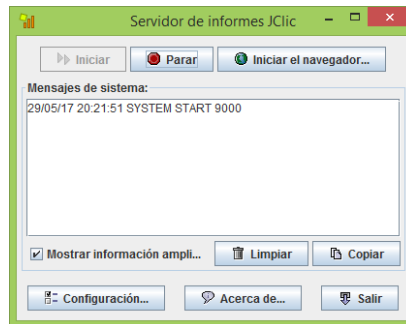 Servidor de informes JClic
Iniciar Parar Iniciar el navegador...
Mensajes de sistema:
29/05/17 20:21:51 SYSTEM START 9000
Mostrar información ampli... Limpiar Copiar
Configuración... Acerca de... Salir